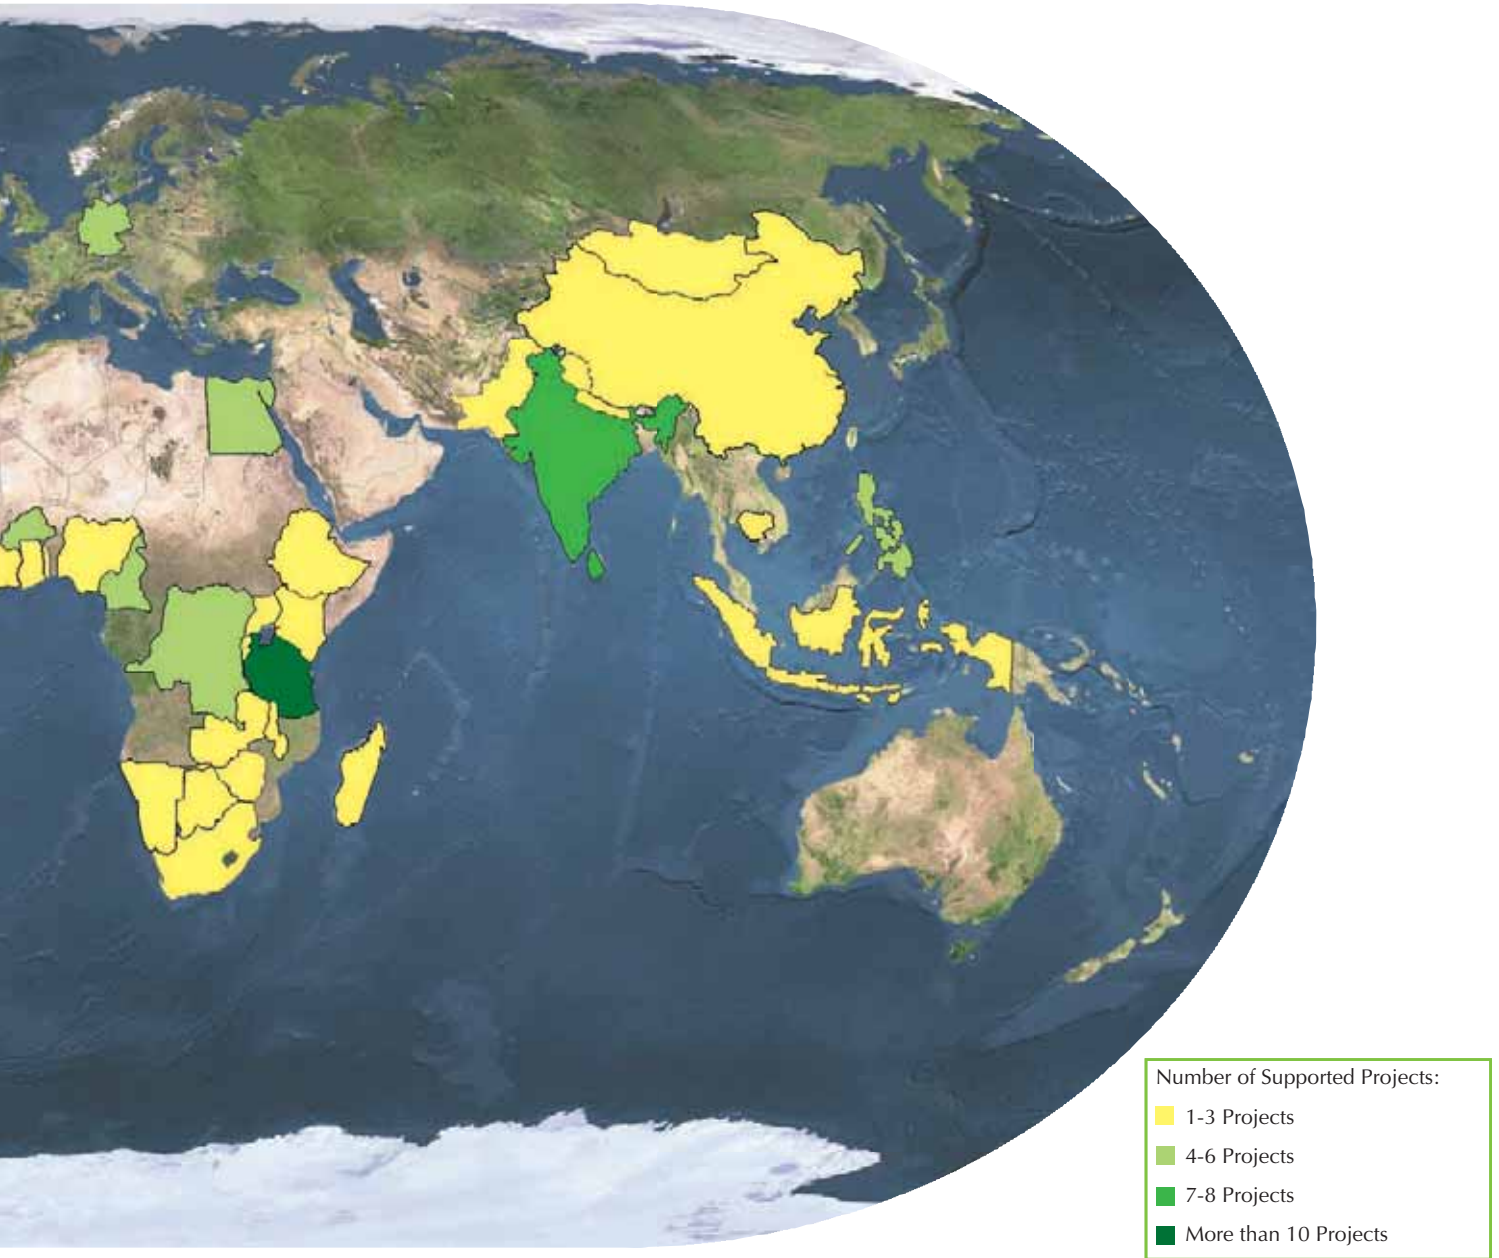 Number of Supported Projects:
1-3 Projects
4-6 Projects
7-8 Projects
More than 10 Projects